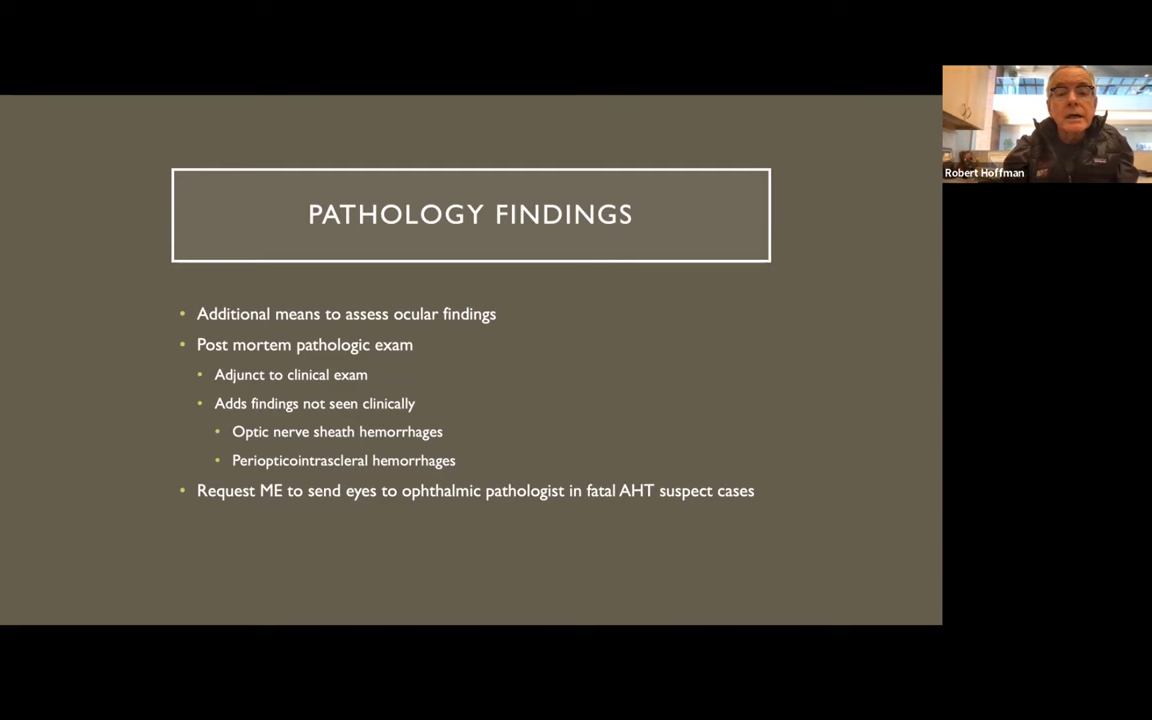 PATHOLOGY FINDINGS
• Additional means to assess ocular findings
• Post mortem pathologic exam
• Adjunct to clinical exam
• Adds findings not seen clinically
• Optic nerve sheath hemorrhages
• Periopticointrascleral hemorrhages
• Request ME to send eyes to ophthalmic pathologist in fatal AHT suspect cases
Robert Hoffman